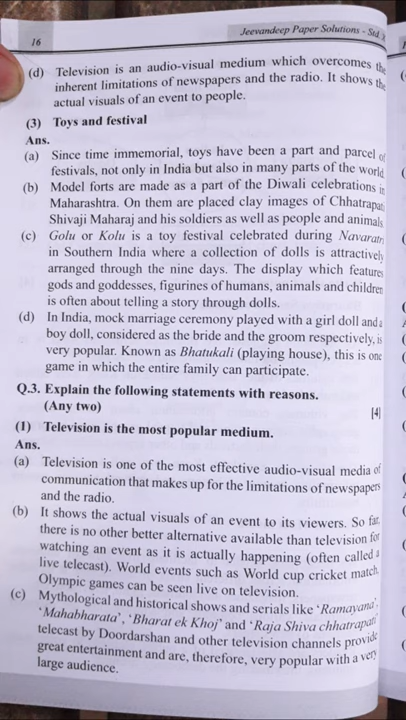 16
Jeevandeep Paper Solutions - Std.
(d) Television is an audio-visual medium which overcomes the
inherent limitations of newspapers and the radio. It shows the
actual visuals of an event to people.
(3) Toys and festival
Ans.
(a) Since time immemorial, toys have been a part and parcel of
festivals, not only in India but also in many parts of the world
(b) Model forts are made as a part of the Diwali celebrations in
Maharashtra. On them are placed clay images of Chhatrapati
Shivaji Maharaj and his soldiers as well as people and animals
(c) Golu or Kolu is a toy festival celebrated during Navaratri
in Southern India where a collection of dolls is attractively
arranged through the nine days. The display which features
gods and goddesses, figurines of humans, animals and children
is often about telling a story through dolls.
(d) In India, mock marriage ceremony played with a girl doll and a
boy doll, considered as the bride and the groom respectively, is
very popular. Known as Bhatukali (playing house), this is one
game in which the entire family can participate.
Q.3. Explain the following statements with reasons.
(Any two) [4]
(1) Television is the most popular medium.
Ans.
(a) Television is one of the most effective audio-visual media of
communication that makes up for the limitations of newspapers
and the radio.
(b) It shows the actual visuals of an event to its viewers. So far,
there is no other better alternative available than television for
watching an event as it is actually happening (often called a
live telecast). World events such as World cup cricket match,
Olympic games can be seen live on television.
(c) Mythological and historical shows and serials like 'Ramayana',
'Mahabharata', 'Bharat ek Khoj' and 'Raja Shiva chhatrapati'
telecast by Doordarshan and other television channels provide
great entertainment and are, therefore, very popular with a very
large audience.